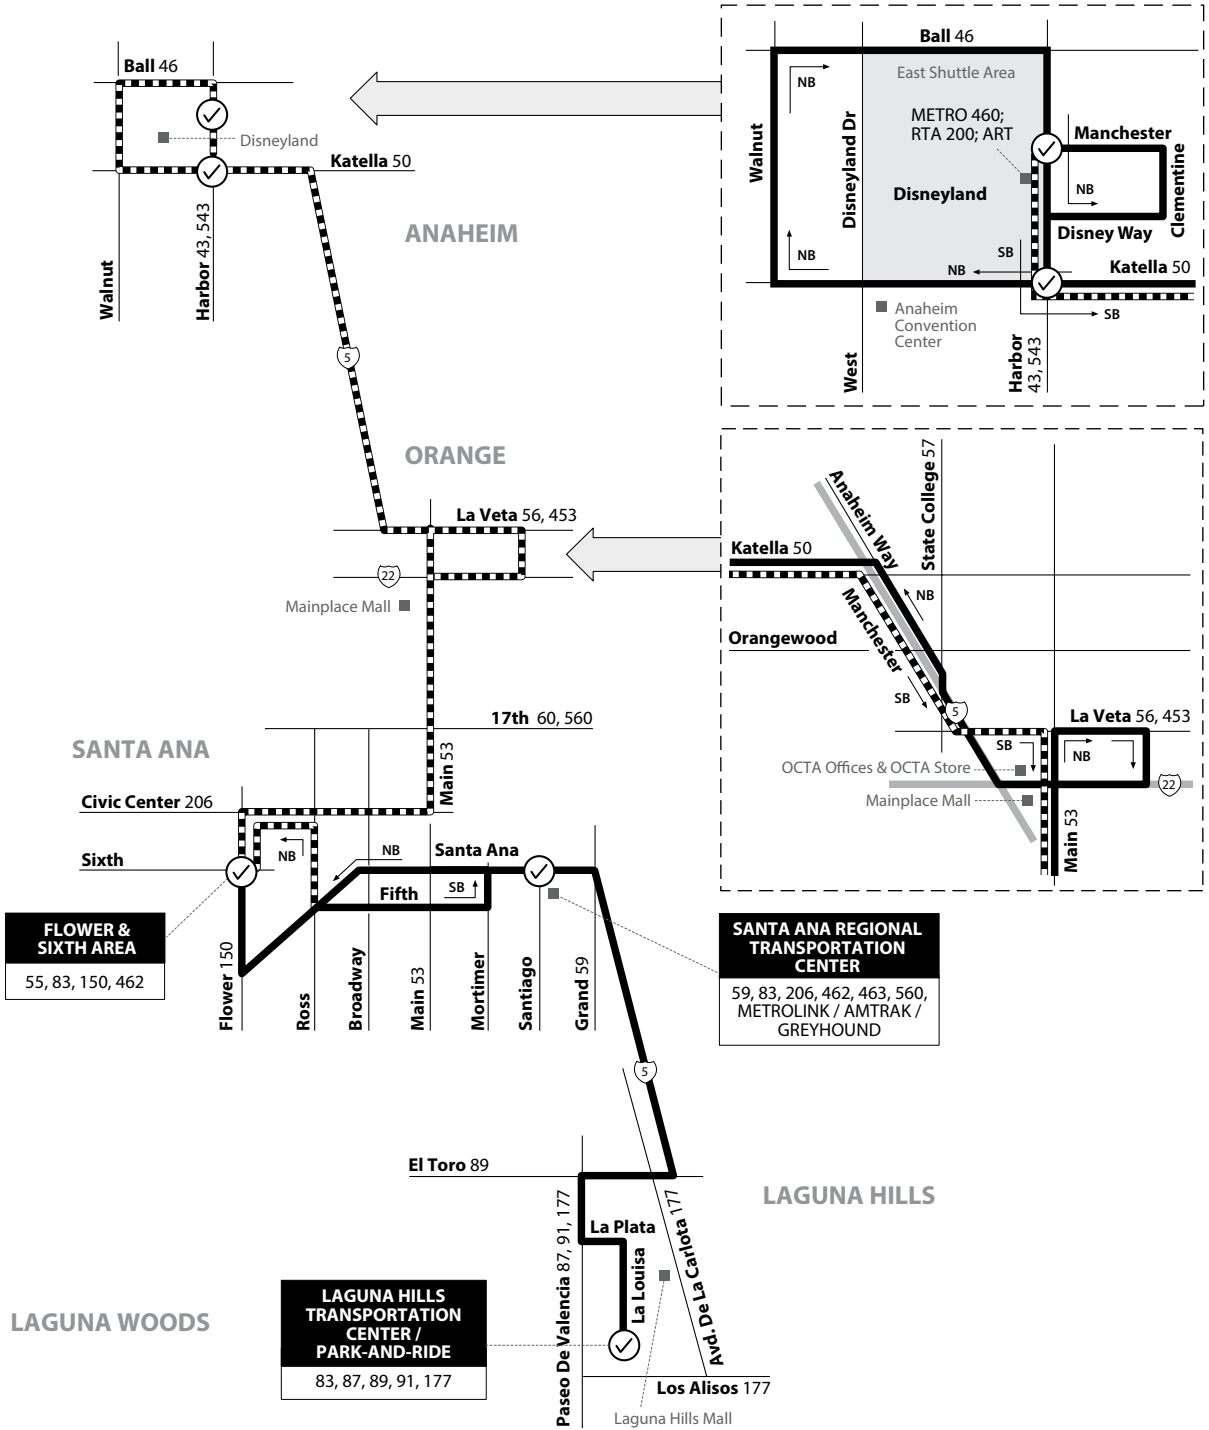 Ball 46
Disneyland
Katella 50
Walnut
Harbor 43, 543
ANAHEIM
5
ORANGE
La Veta 56, 453
22
Mainplace Mall
17th 60, 560
SANTA ANA
Main 53
Civic Center 206
Sixth
NB
NB
Santa Ana
SB
Fifth
FLOWER &
SIXTH AREA
55, 83, 150, 462
Flower 150
Ross
Broadway
Main 53
Mortimer
Santiago
Grand 59
SANTA ANA REGIONAL
TRANSPORTATION
CENTER
59, 83, 206, 462, 463, 560,
METROLINK / AMTRAK /
GREYHOUND
5
El Toro 89
LAGUNA HILLS
Paseo De Valencia 87, 91, 177
La Plata
La Louisa
Avd. De La Carlota 177
LAGUNA WOODS
LAGUNA HILLS
TRANSPORTATION
CENTER /
PARK-AND-RIDE
83, 87, 89, 91, 177
Los Alisos 177
Laguna Hills Mall
Ball 46
NB
East Shuttle Area
METRO 460;
RTA 200; ART
Manchester
Walnut
Disneyland Dr
Disneyland
NB
Clementine
Disney Way
NB
SB
NB
Katella 50
SB
Anaheim
Convention
Center
West
Harbor
43, 543
Anaheim Way
State College 57
Katella 50
NB
Manchester
Orangewood
SB
5
La Veta 56, 453
SB
NB
OCTA Offices & OCTA Store
22
Mainplace Mall
Main 53